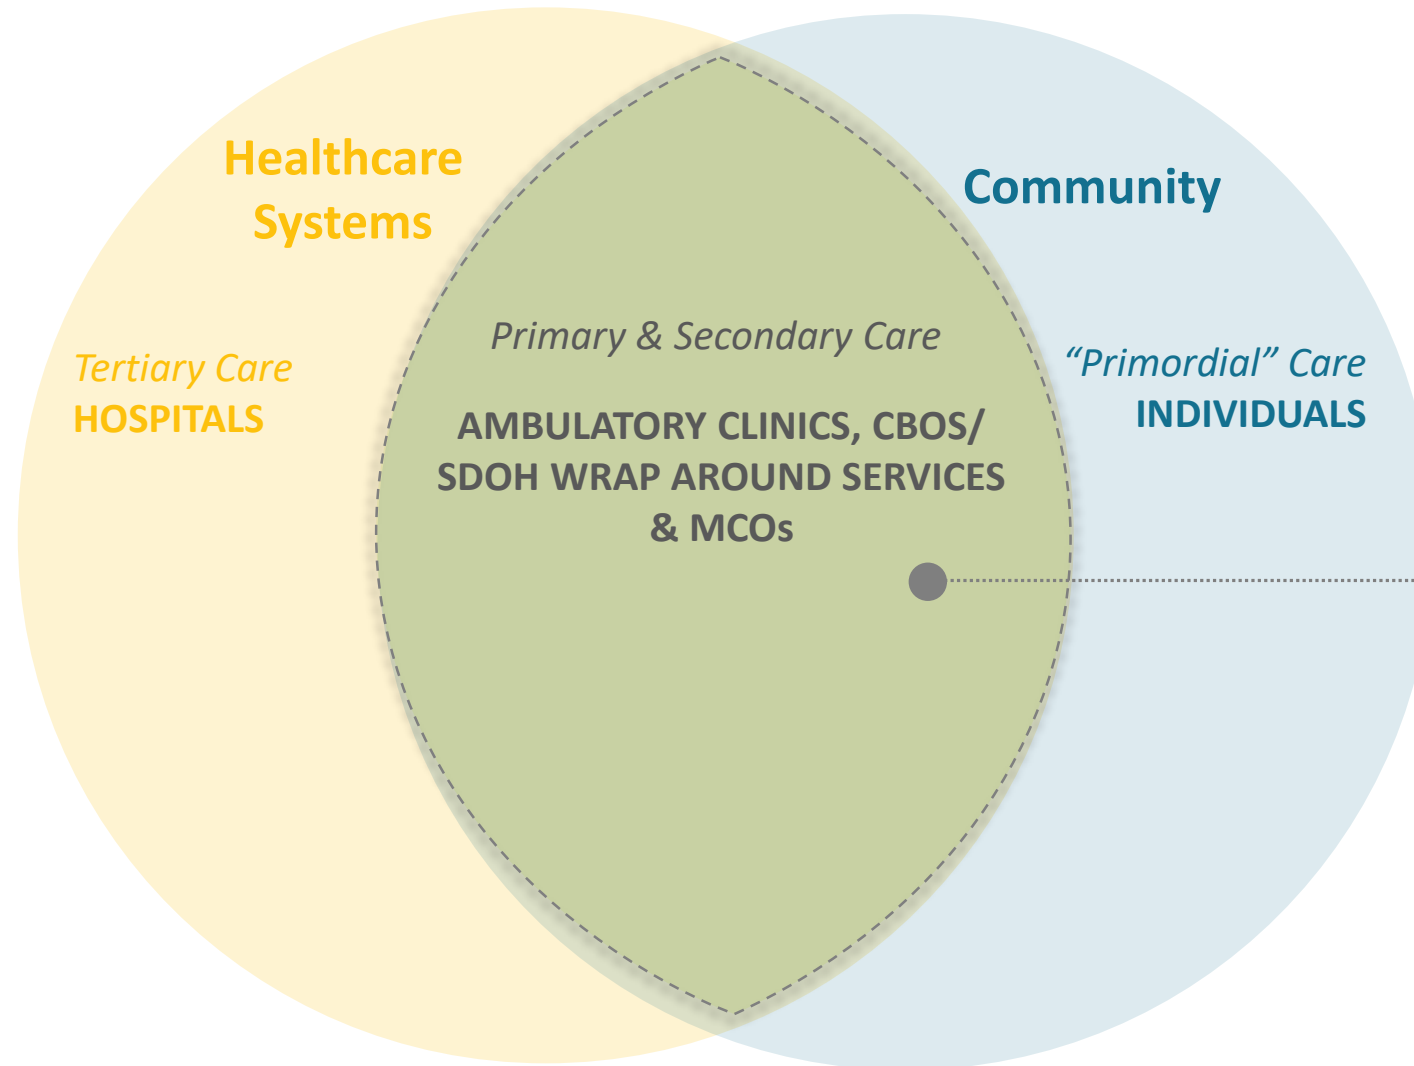 Healthcare
Systems
Community
Tertiary Care
HOSPITALS
Primary & Secondary Care
AMBULATORY CLINICS, CBOS/
SDOH WRAP AROUND SERVICES
& MCOs
“Primordial” Care
INDIVIDUALS